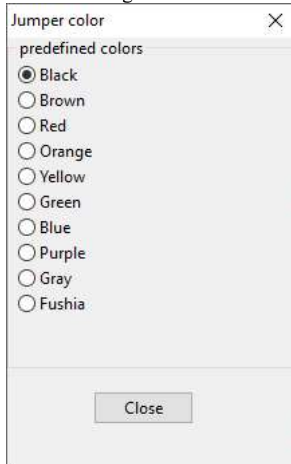 Jumper color
predefined colors
Black
Brown
Red
Orange
Yellow
Green
Blue
Purple
Gray
Fushia
Close